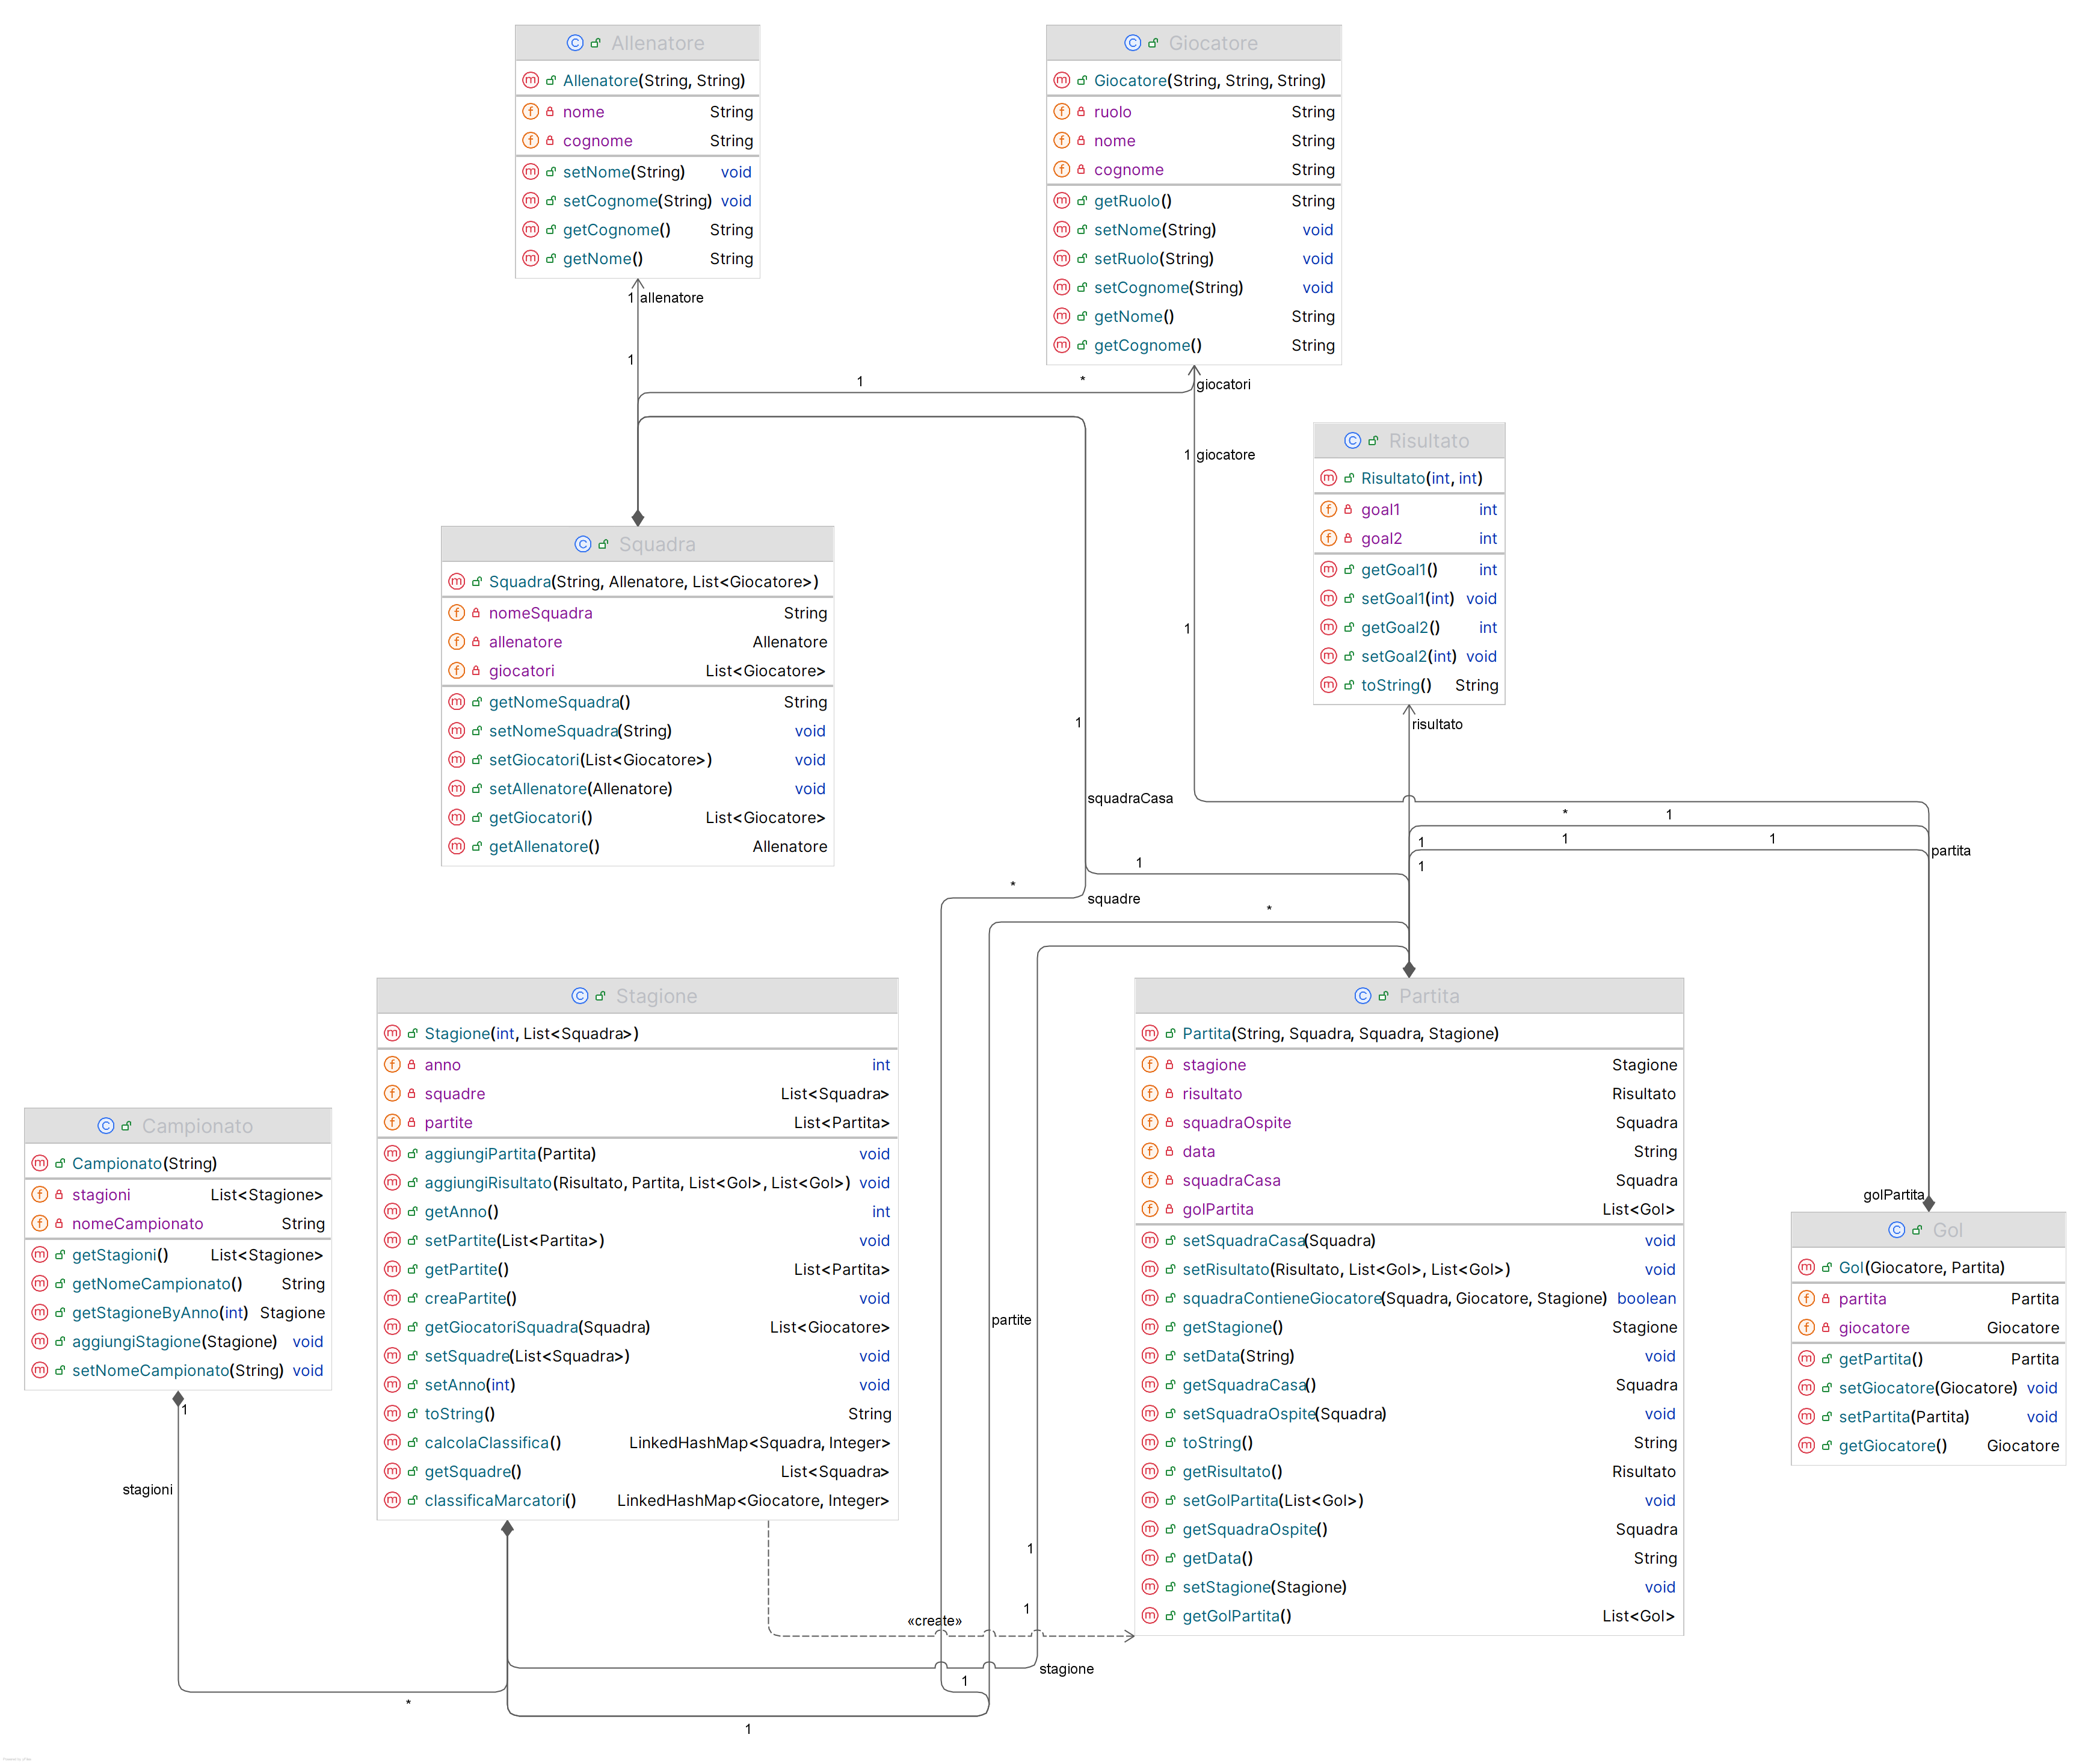 Allenatore
Allenatore(String, String)
nome String
cognome String
setNome(String) void
setCognome(String) void
getCognome() String
getNome() String
Giocatore
Giocatore(String, String, String)
ruolo String
nome String
cognome String
getRuolo() String
setNome(String) void
setRuolo(String) void
setCognome(String) void
getNome() String
getCognome() String
1 allenatore
1
1 *
giocatori
1 giocatore
1
Risultato
Risultato(int, int)
goal1 int
goal2 int
getGoal1() int
setGoal1(int) void
getGoal2() int
setGoal2(int) void
toString() String
risultato
Squadra
Squadra(String, Allenatore, List<Giocatore>)
nomeSquadra String
allenatore Allenatore
giocatori List<Giocatore>
getNomeSquadra() String
setNomeSquadra(String) void
setGiocatori(List<Giocatore>) void
setAllenatore(Allenatore) void
getGiocatori() List<Giocatore>
getAllenatore() Allenatore
1
squadraCasa
* 1
1 1 1
1
partita
1
* squadre
*
Stagione
Stagione(int, List<Squadra>)
anno int
squadre List<Squadra>
partite List<Partita>
aggiungiPartita(Partita) void
aggiungiRisultato(Risultato, Partita, List<Gol>, List<Gol>) void
getAnno() int
setPartite(List<Partita>) void
getPartite() List<Partita>
creaPartite() void
getGiocatoriSquadra(Squadra) List<Giocatore>
setSquadre(List<Squadra>) void
setAnno(int) void
toString() String
calcolaClassifica() LinkedHashMap<Squadra, Integer>
getSquadre() List<Squadra>
classificaMarcatori() LinkedHashMap<Giocatore, Integer>
Partita
Partita(String, Squadra, Squadra, Stagione)
stagione Stagione
risultato Risultato
squadraOspite Squadra
data String
squadraCasa Squadra
golPartita List<Gol>
setSquadraCasa(Squadra) void
setRisultato(Risultato, List<Gol>, List<Gol>) void
squadraContieneGiocatore(Squadra, Giocatore, Stagione) boolean
getStagione() Stagione
setData(String) void
getSquadraCasa() Squadra
setSquadraOspite(Squadra) void
toString() String
getRisultato() Risultato
setGolPartita(List<Gol>) void
getSquadraOspite() Squadra
getData() String
setStagione(Stagione) void
getGolPartita() List<Gol>
Campionato
Campionato(String)
stagioni List<Stagione>
nomeCampionato String
getStagioni() List<Stagione>
getNomeCampionato() String
getStagioneByAnno(int) Stagione
aggiungiStagione(Stagione) void
setNomeCampionato(String) void
golPartita
Gol
Gol(Giocatore, Partita)
partita Partita
giocatore Giocatore
getPartita() Partita
setGiocatore(Giocatore) void
setPartita(Partita) void
getGiocatore() Giocatore
partite
1
stagioni
1
1
«create»
stagione
1
*
1